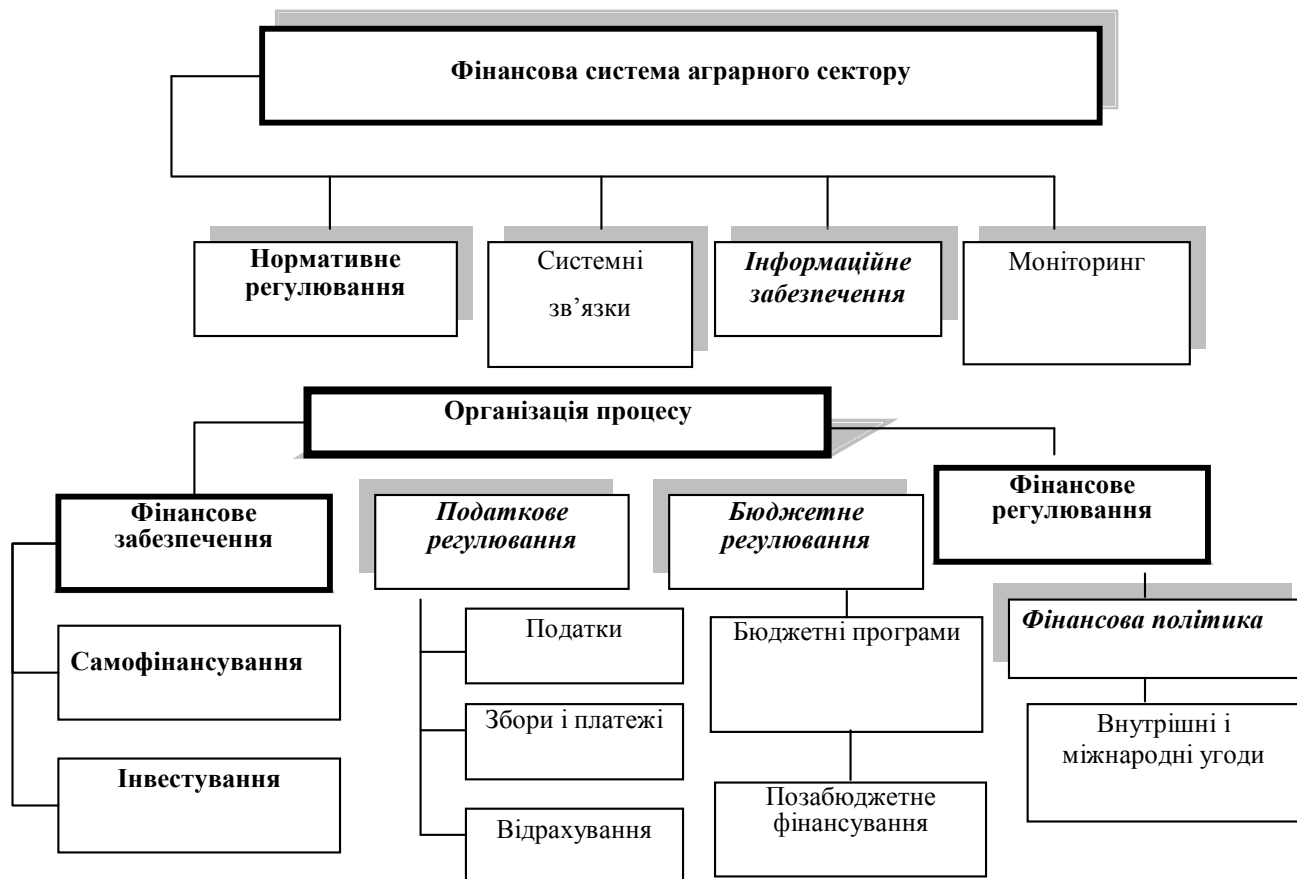 Фінансова система аграрного сектору
Нормативне
регулювання
Системні
зв’язки
Інформаційне
забезпечення
Моніторинг
Організація процесу
Фінансове
забезпечення
Податкове
регулювання
Бюджетне
регулювання
Фінансове
регулювання
Самофінансування
Інвестування
Податки
Збори і платежі
Відрахування
Бюджетні програми
Позабюджетне
фінансування
Фінансова політика
Внутрішні і
міжнародні угоди